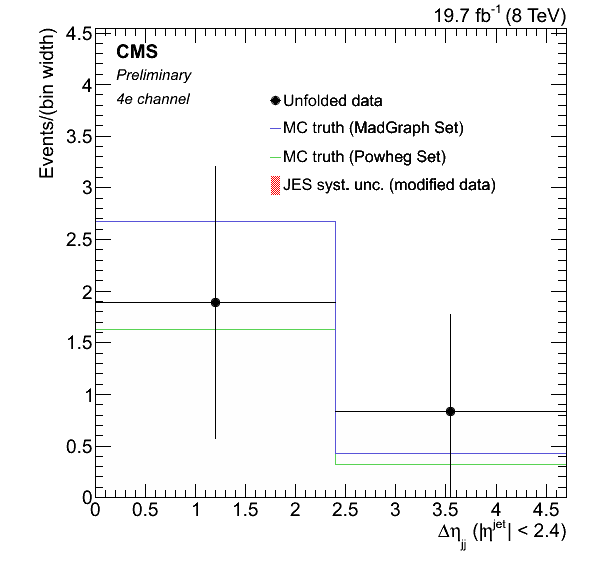 19.7 fb⁻¹ (8 TeV)
Events/(bin width)
CMS
Preliminary
4e channel
Unfolded data
MC truth (MadGraph Set)
MC truth (Powheg Set)
JES syst. unc. (modified data)
4.5
4
3.5
3
2.5
2
1.5
1
0.5
0
0 0.5 1 1.5 2 2.5 3 3.5 4 4.5
Δη_jj (|η^jet| < 2.4)